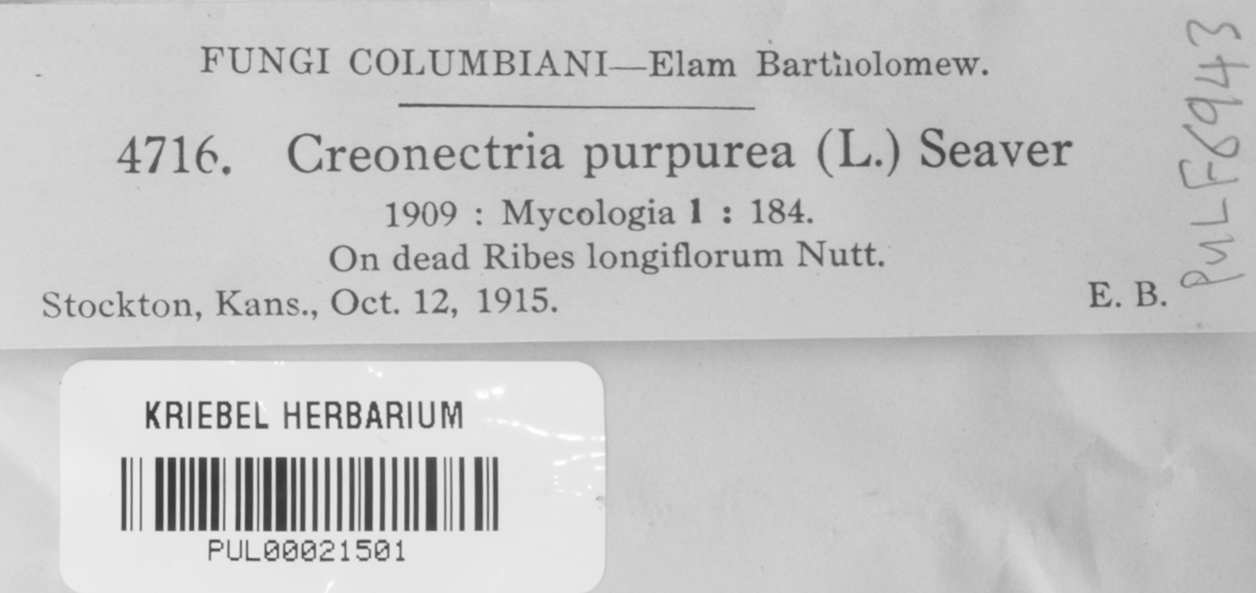 FUNGI COLUMBIANI—Elam Bartholomew.
4716. Creonectria purpurea (L.) Seaver
1909 : Mycologia 1 : 184.
On dead Ribes longiflorum Nutt.
Stockton, Kans., Oct. 12, 1915. E. B.
PUL F6943
KRIEBEL HERBARIUM
PUL00021501